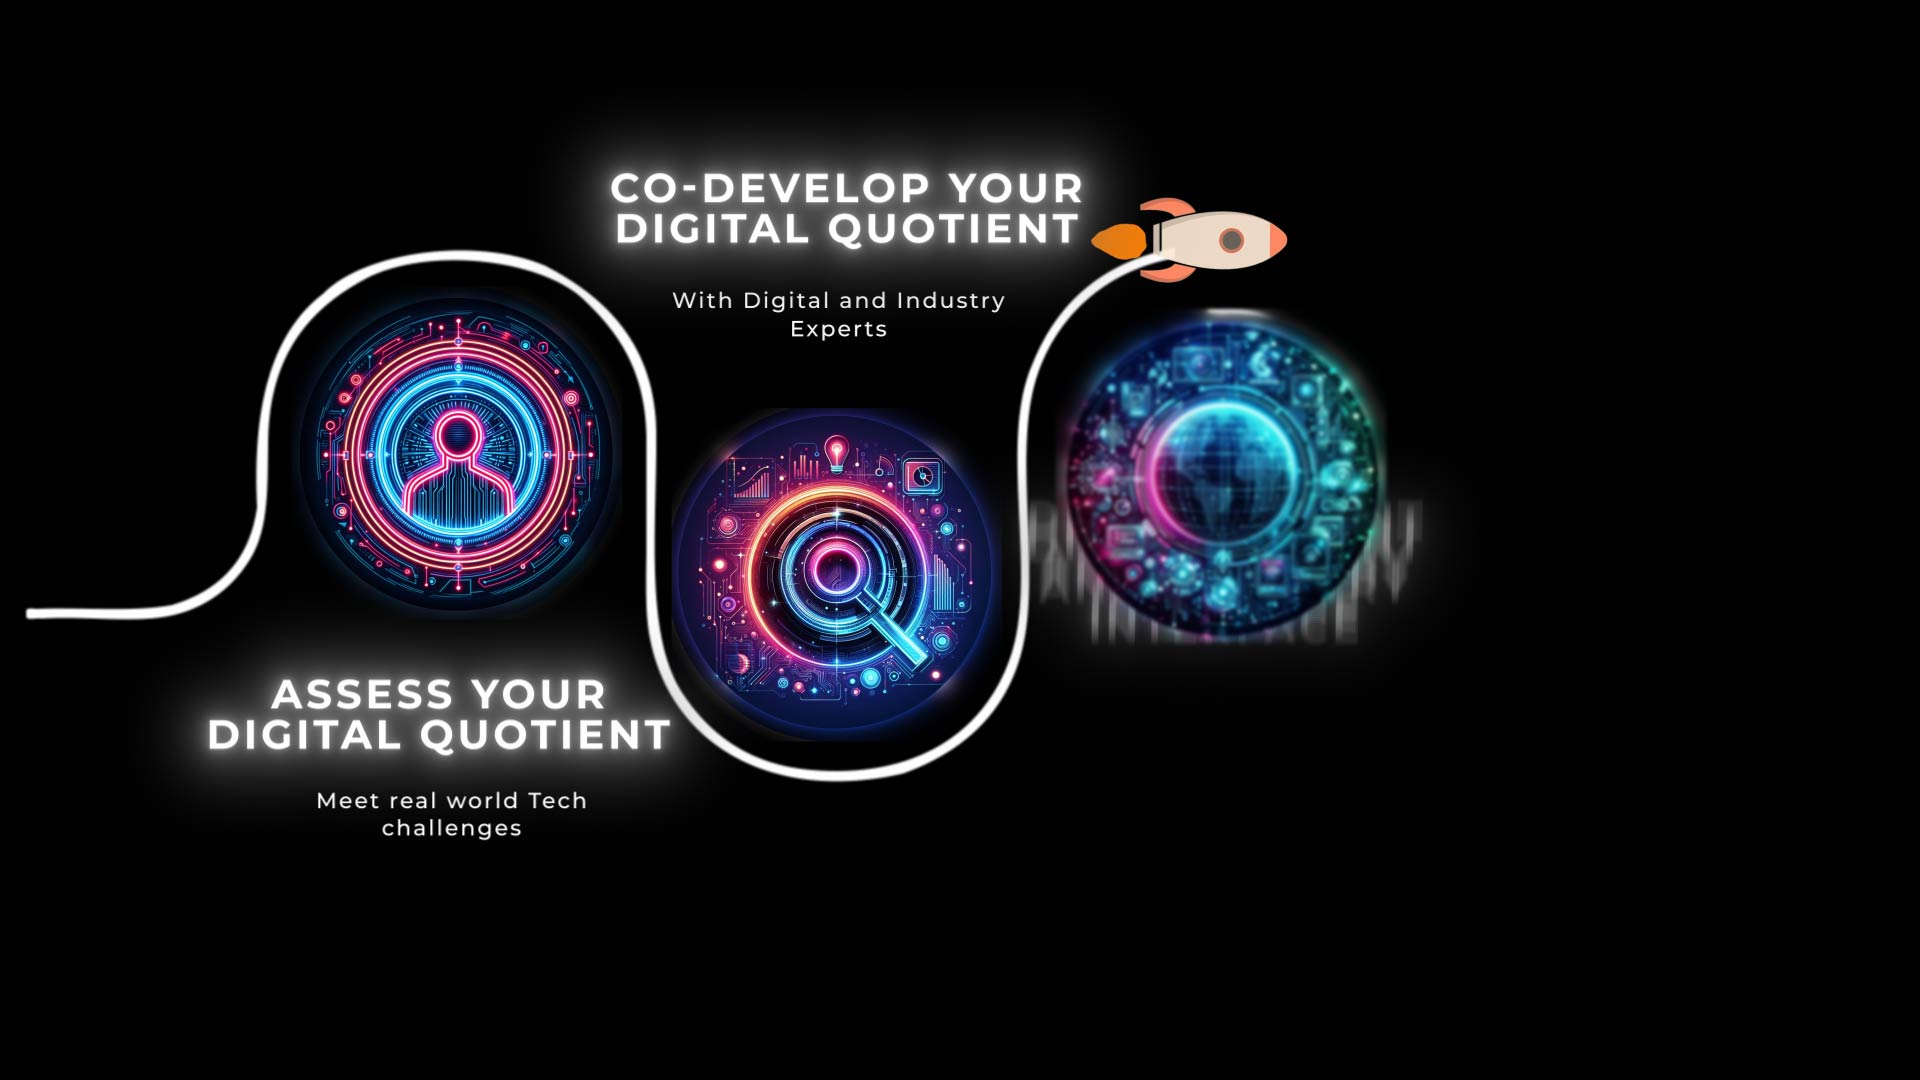 CO-DEVELOP YOUR
DIGITAL QUOTIENT
With Digital and Industry
Experts
ASSESS YOUR
DIGITAL QUOTIENT
Meet real world Tech
challenges
INTERFACE